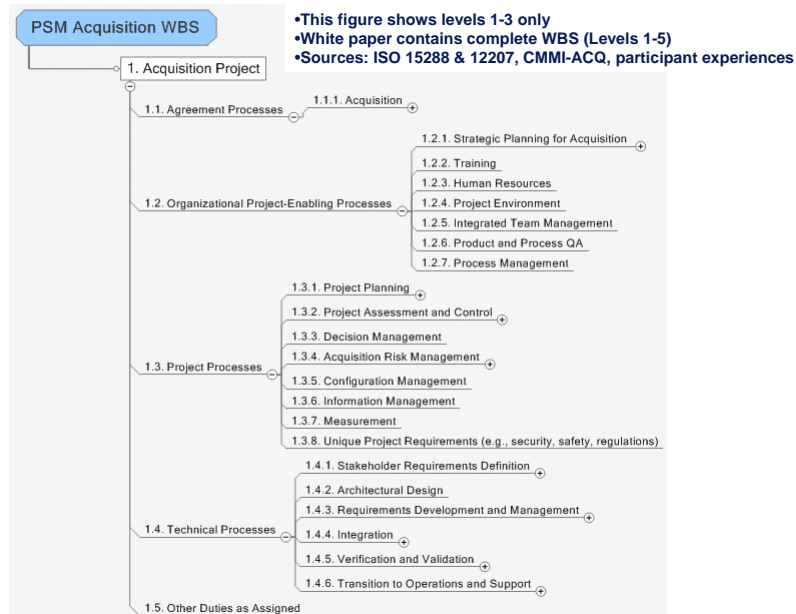 PSM Acquisition WBS
•This figure shows levels 1-3 only
•White paper contains complete WBS (Levels 1-5)
•Sources: ISO 15288 & 12207, CMMI-ACQ, participant experiences
1. Acquisition Project
1.1. Agreement Processes
1.1.1. Acquisition
1.2. Organizational Project-Enabling Processes
1.2.1. Strategic Planning for Acquisition
1.2.2. Training
1.2.3. Human Resources
1.2.4. Project Environment
1.2.5. Integrated Team Management
1.2.6. Product and Process QA
1.2.7. Process Management
1.3. Project Processes
1.3.1. Project Planning
1.3.2. Project Assessment and Control
1.3.3. Decision Management
1.3.4. Acquisition Risk Management
1.3.5. Configuration Management
1.3.6. Information Management
1.3.7. Measurement
1.3.8. Unique Project Requirements (e.g., security, safety, regulations)
1.4. Technical Processes
1.4.1. Stakeholder Requirements Definition
1.4.2. Architectural Design
1.4.3. Requirements Development and Management
1.4.4. Integration
1.4.5. Verification and Validation
1.4.6. Transition to Operations and Support
1.5. Other Duties as Assigned